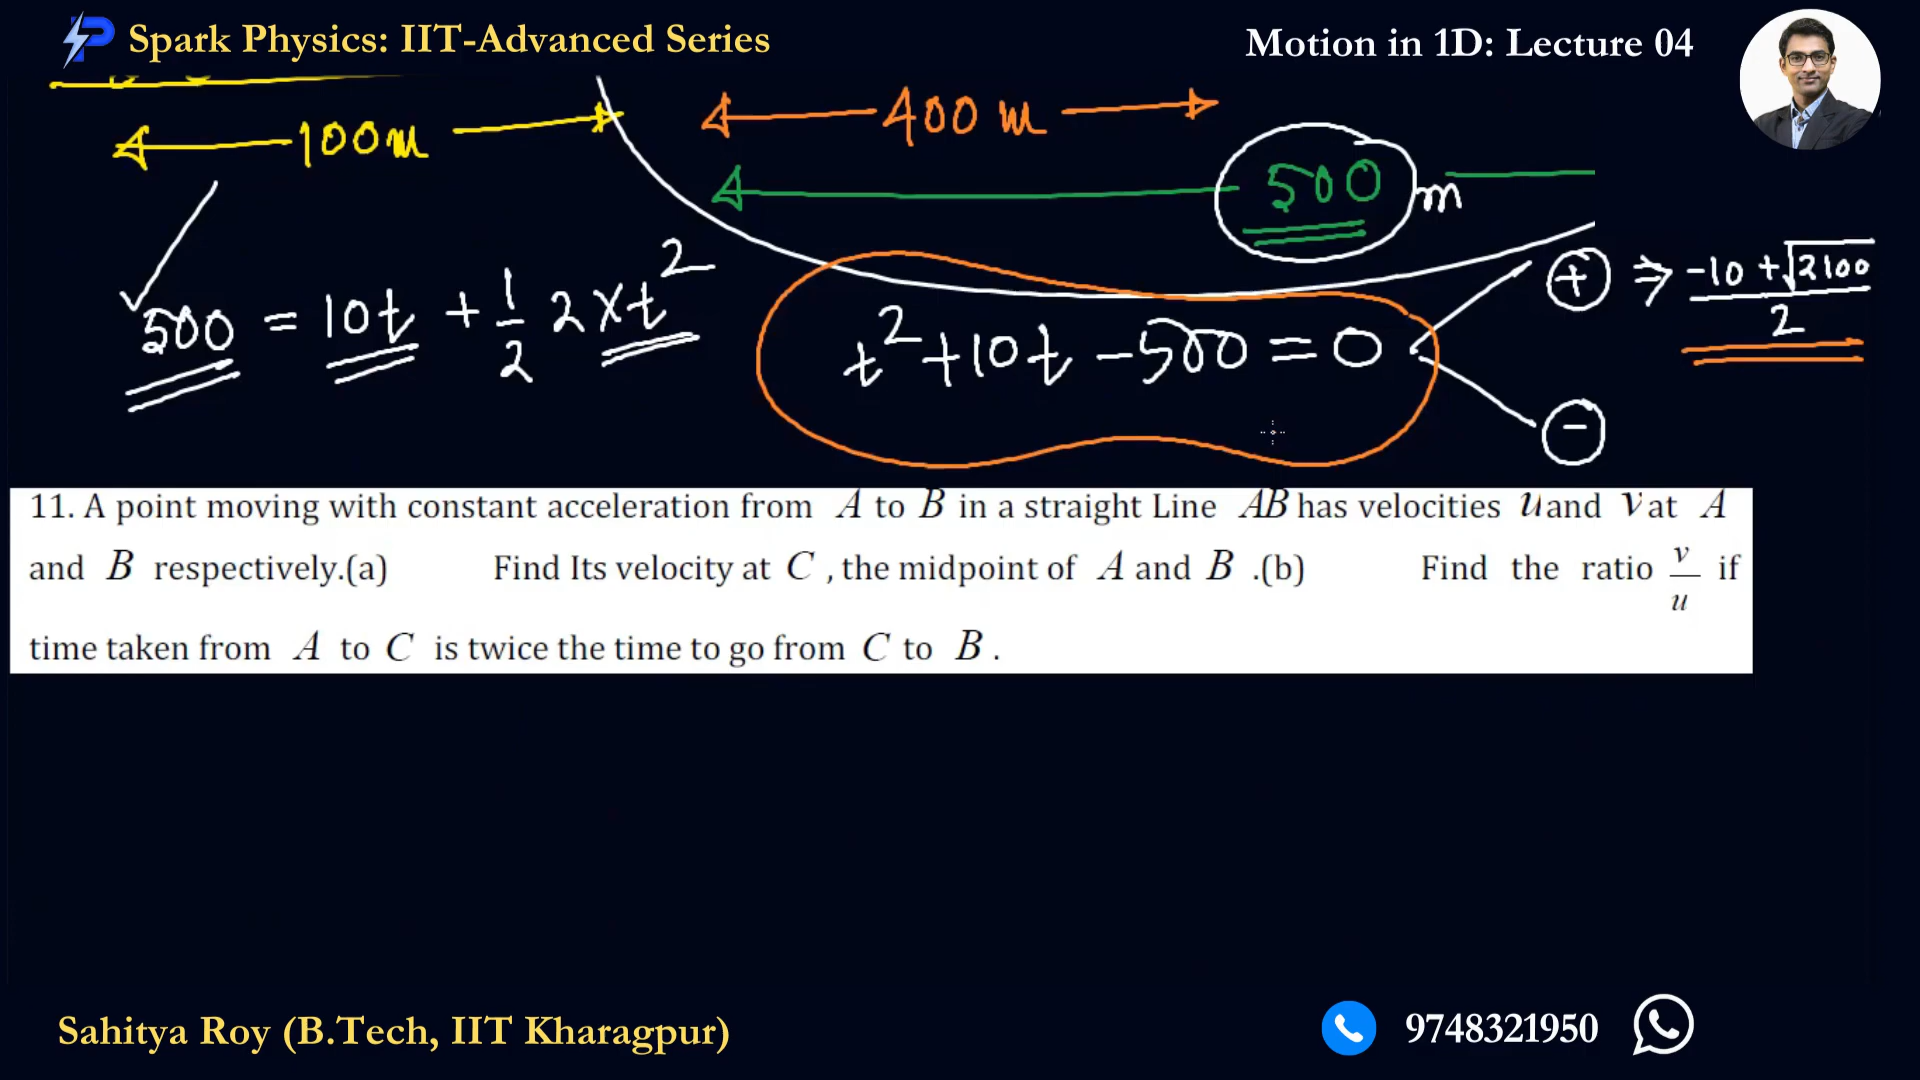 Spark Physics: IIT-Advanced Series
Motion in 1D: Lecture 04
100m
400 m
500 m
500 = 10t + 1/2 2×t²
t² + 10t – 500 = 0
+ ⇒ -10 + √2100 / 2
–
11. A point moving with constant acceleration from A to B in a straight Line AB has velocities u and v at A
and B respectively.(a) Find Its velocity at C , the midpoint of A and B .(b) Find the ratio v/u if
time taken from A to C is twice the time to go from C to B .
Sahitya Roy (B.Tech, IIT Kharagpur)
9748321950